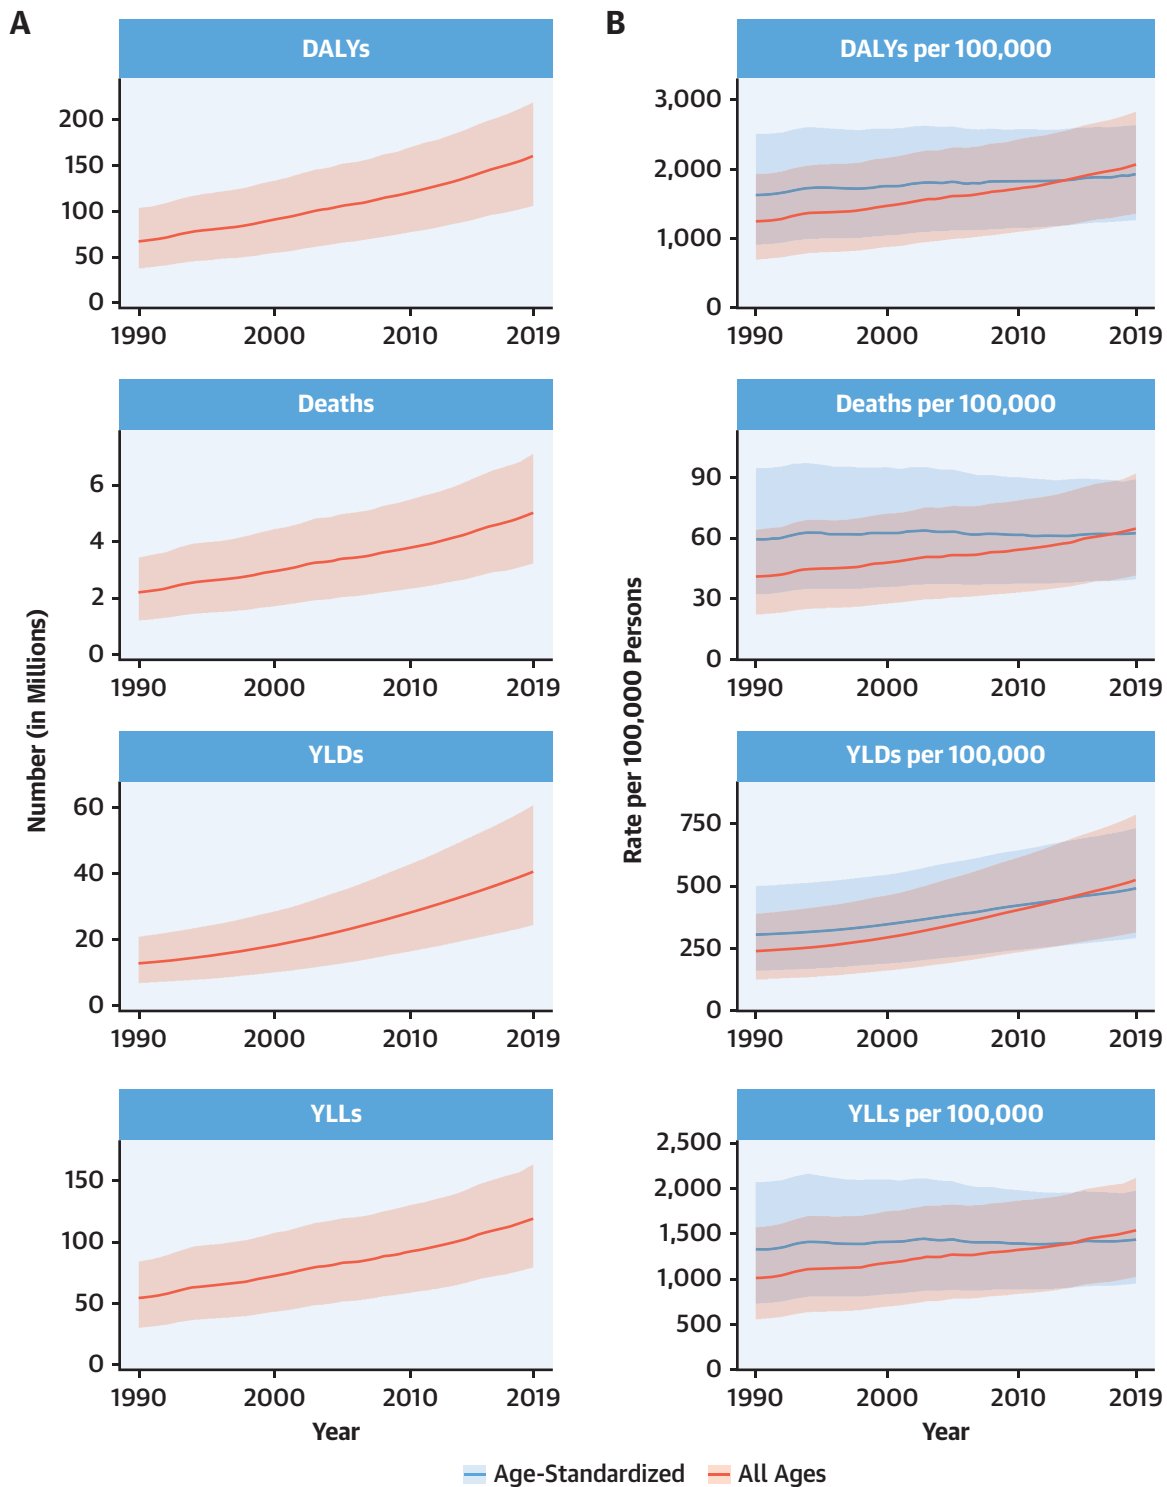 A
DALYs
200
150
100
50
0
1990 2000 2010 2019
Deaths
6
4
2
0
1990 2000 2010 2019
YLDs
60
40
20
0
1990 2000 2010 2019
YLLs
150
100
50
0
1990 2000 2010 2019
Number (in Millions)
Year
B
DALYs per 100,000
3,000
2,000
1,000
0
1990 2000 2010 2019
Deaths per 100,000
90
60
30
0
1990 2000 2010 2019
YLDs per 100,000
750
500
250
0
1990 2000 2010 2019
YLLs per 100,000
2,500
2,000
1,500
1,000
500
0
1990 2000 2010 2019
Rate per 100,000 Persons
Year
Age-Standardized All Ages